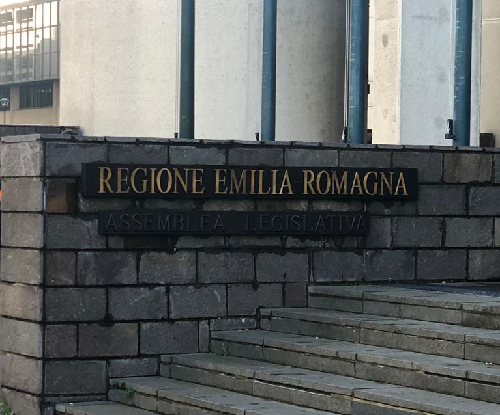 REGIONE EMILIA ROMAGNA
ASSEMBLEA LEGISLATIVA